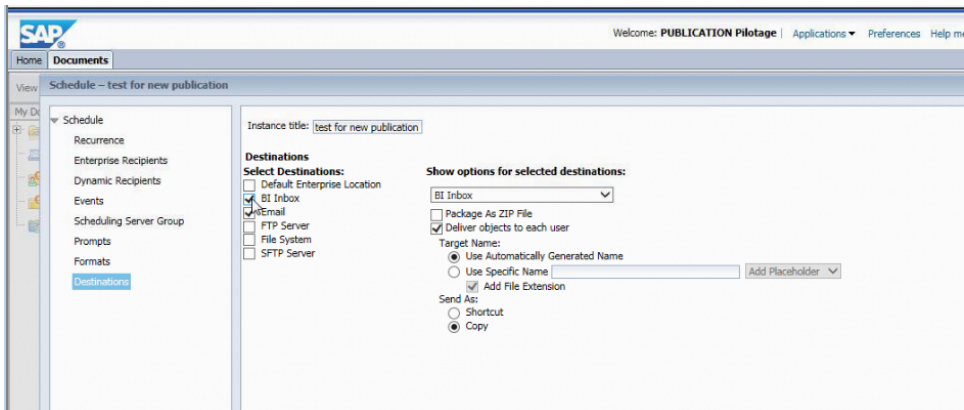 SAP
Welcome: PUBLICATION Pilotage | Applications Preferences Help me
Home Documents
View
Schedule – test for new publication
My Do
Schedule
Recurrence
Enterprise Recipients
Dynamic Recipients
Events
Scheduling Server Group
Prompts
Formats
Destinations
Instance title: test for new publication
Destinations
Select Destinations:
Default Enterprise Location
BI Inbox
Email
FTP Server
File System
SFTP Server
Show options for selected destinations:
BI Inbox
Package As ZIP File
Deliver objects to each user
Target Name:
Use Automatically Generated Name
Use Specific Name Add Placeholder
Add File Extension
Send As:
Shortcut
Copy